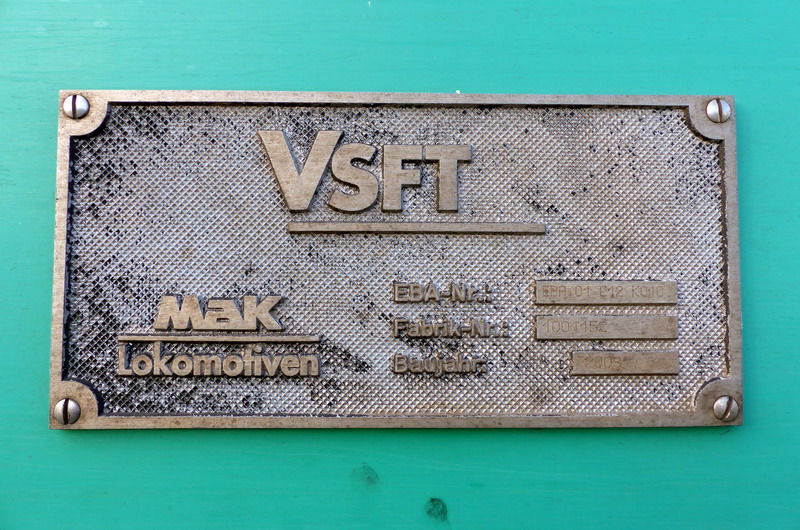 VSFT
MaK
Lokomotiven
EBA-Nr.:
Fabrik-Nr.:
Baujahr: